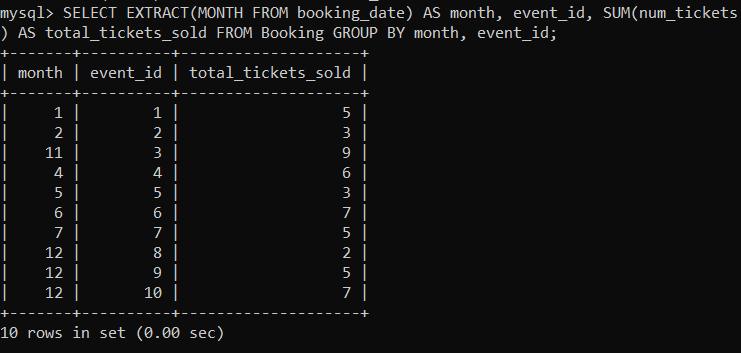 mysql> SELECT EXTRACT(MONTH FROM booking_date) AS month, event_id, SUM(num_tickets
) AS total_tickets_sold FROM Booking GROUP BY month, event_id;
+-------+----------+--------------------+
| month | event_id | total_tickets_sold |
+-------+----------+--------------------+
|     1 |        1 |                  5 |
|     2 |        2 |                  3 |
|    11 |        3 |                  9 |
|     4 |        4 |                  6 |
|     5 |        5 |                  3 |
|     6 |        6 |                  7 |
|     7 |        7 |                  5 |
|    12 |        8 |                  2 |
|    12 |        9 |                  5 |
|    12 |       10 |                  7 |
+-------+----------+--------------------+
10 rows in set (0.00 sec)